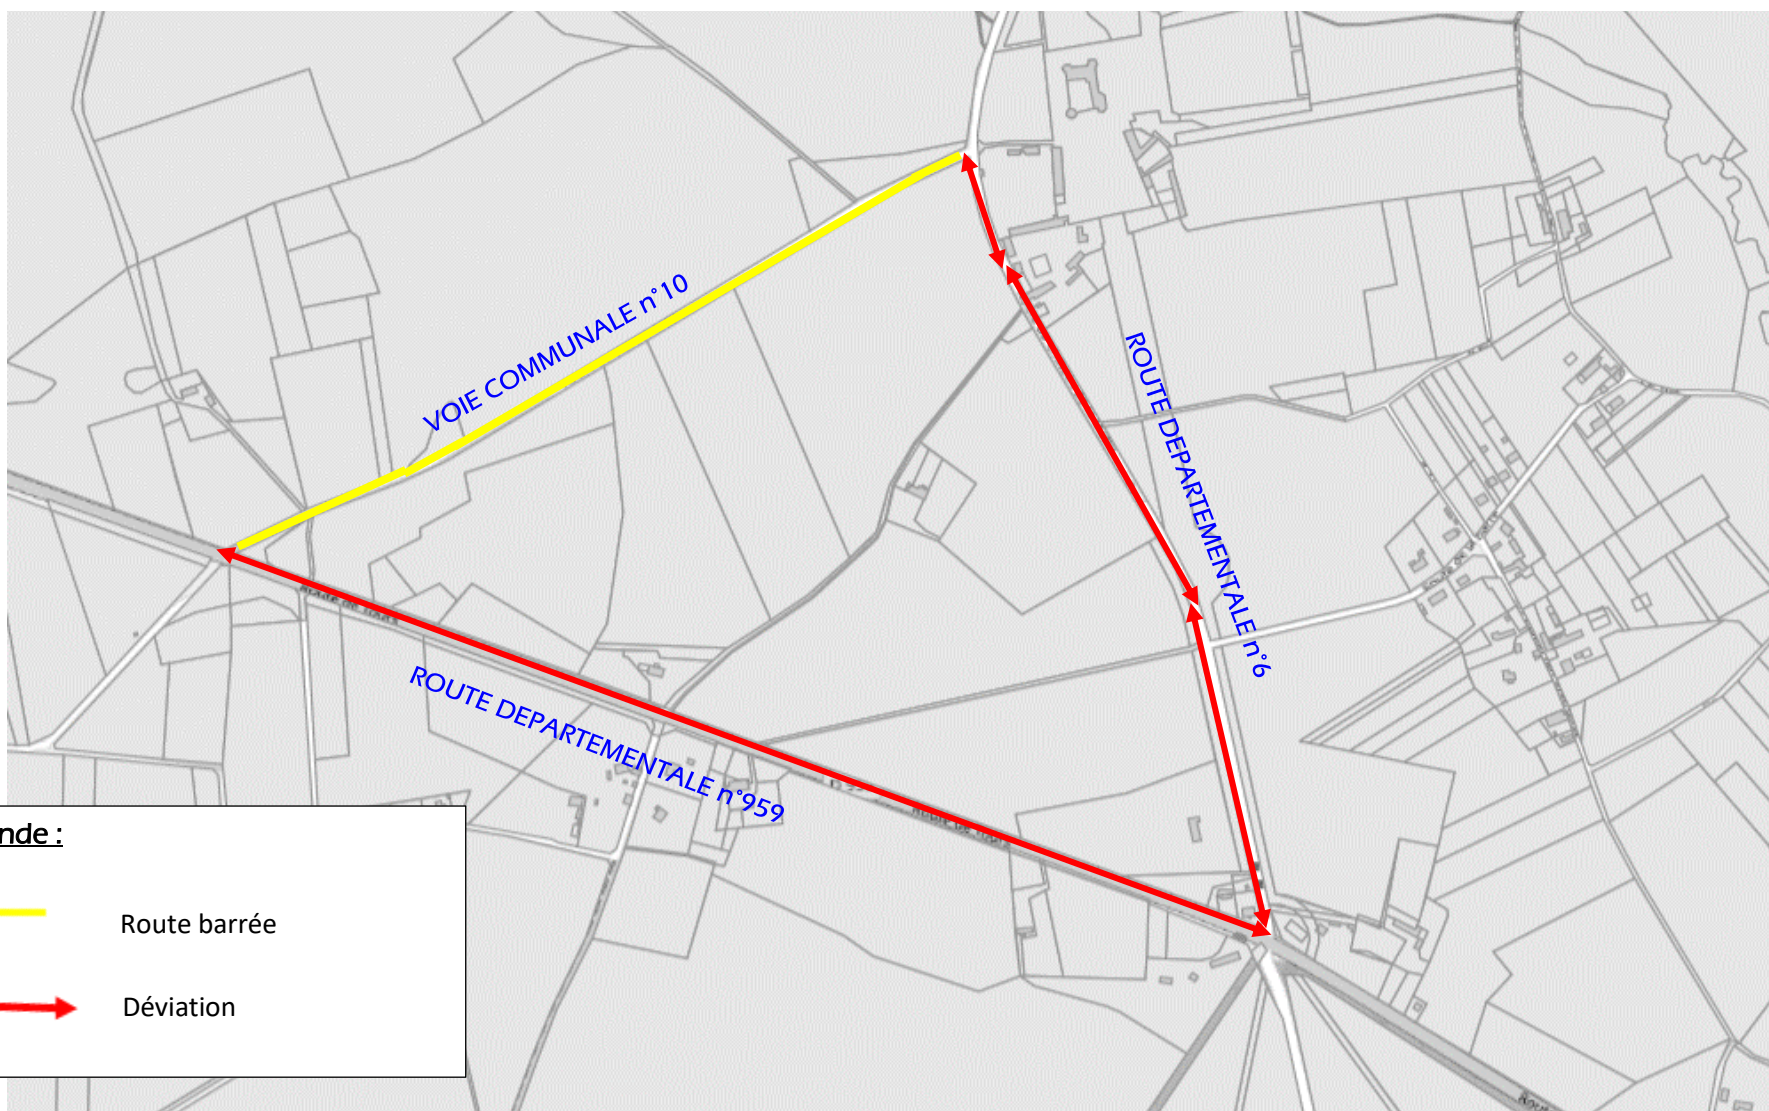 VOIE COMMUNALE n°10
ROUTE DEPARTEMENTALE n°6
ROUTE DEPARTEMENTALE n°959
nde :
Route barrée
Déviation